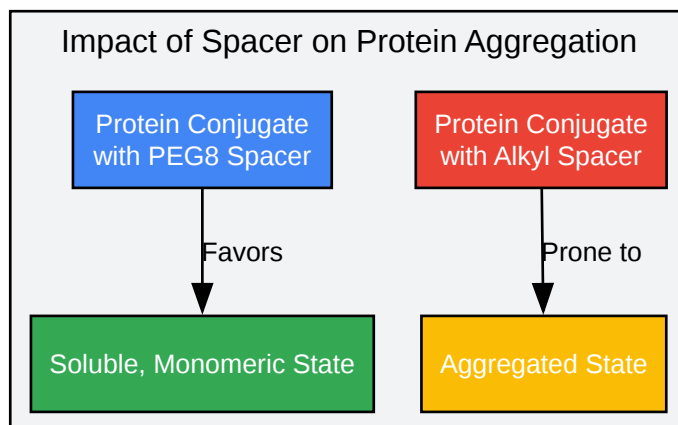 Impact of Spacer on Protein Aggregation
Protein Conjugate
with PEG8 Spacer
Protein Conjugate
with Alkyl Spacer
Favors
Prone to
Soluble, Monomeric State
Aggregated State